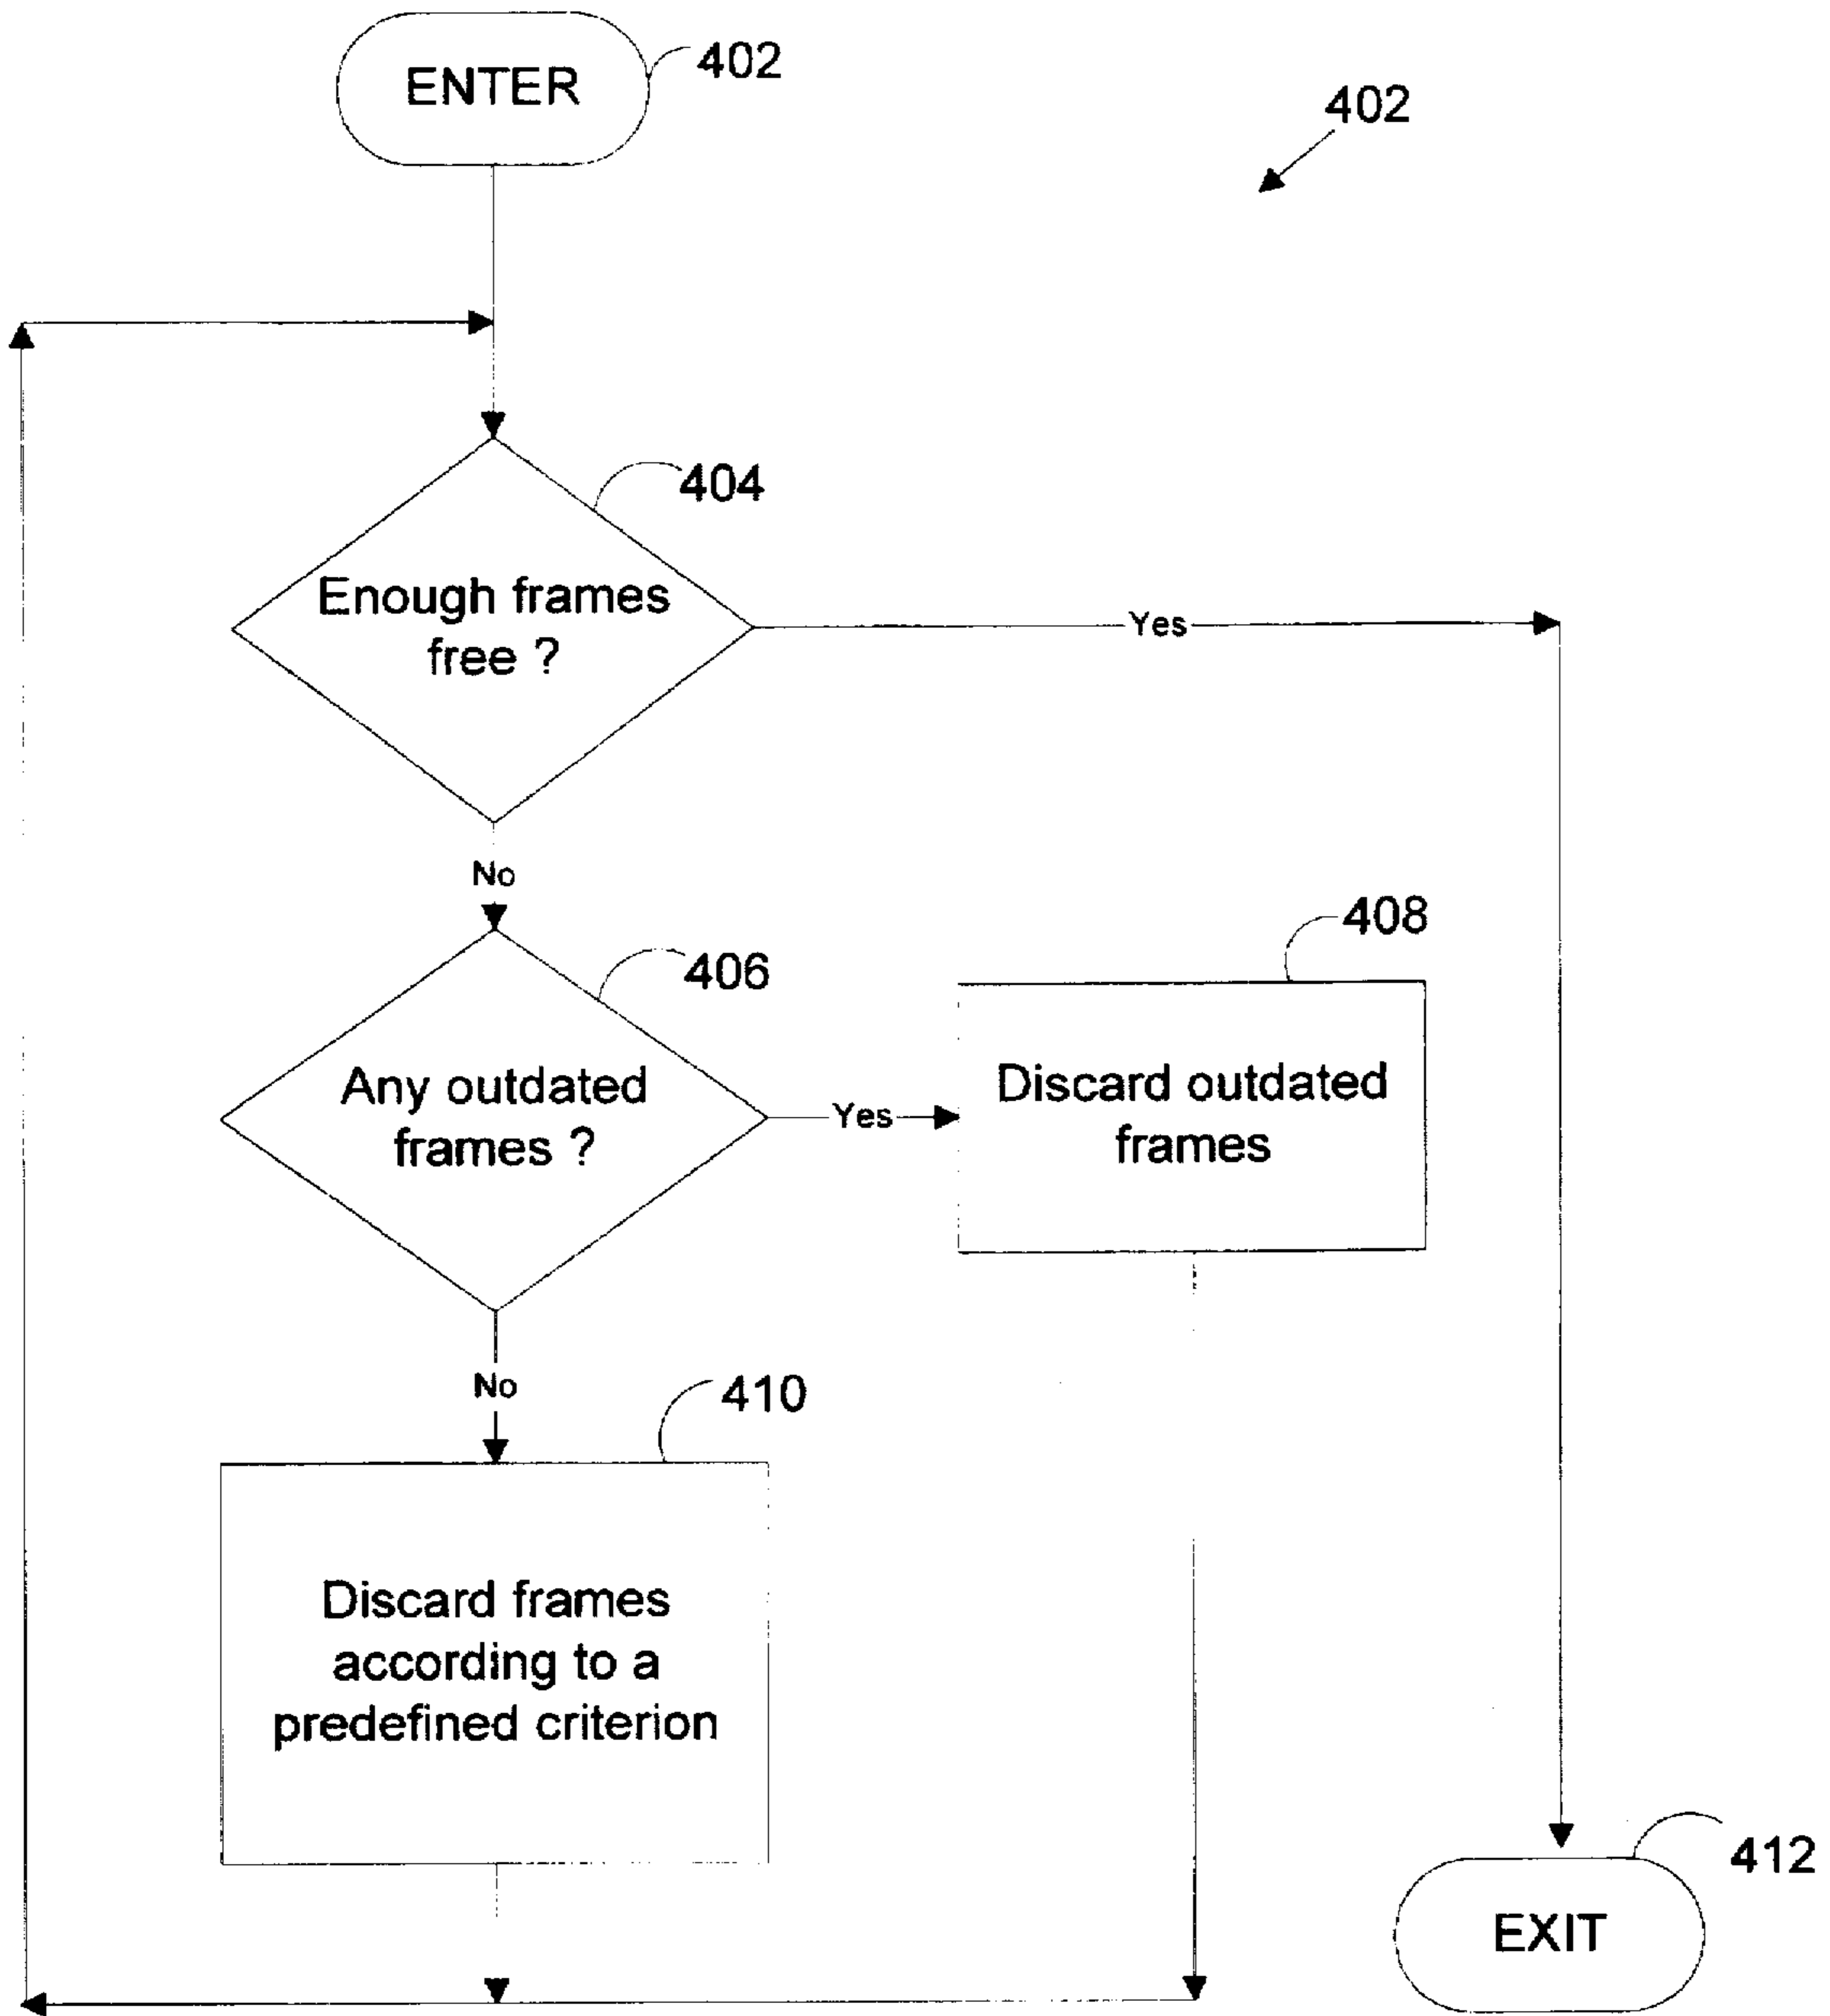 ENTER
402
402
404
Enough frames
free ?
Yes
No
406
408
Any outdated
frames ?
Yes
Discard outdated
frames
No
410
Discard frames
according to a
predefined criterion
412
EXIT